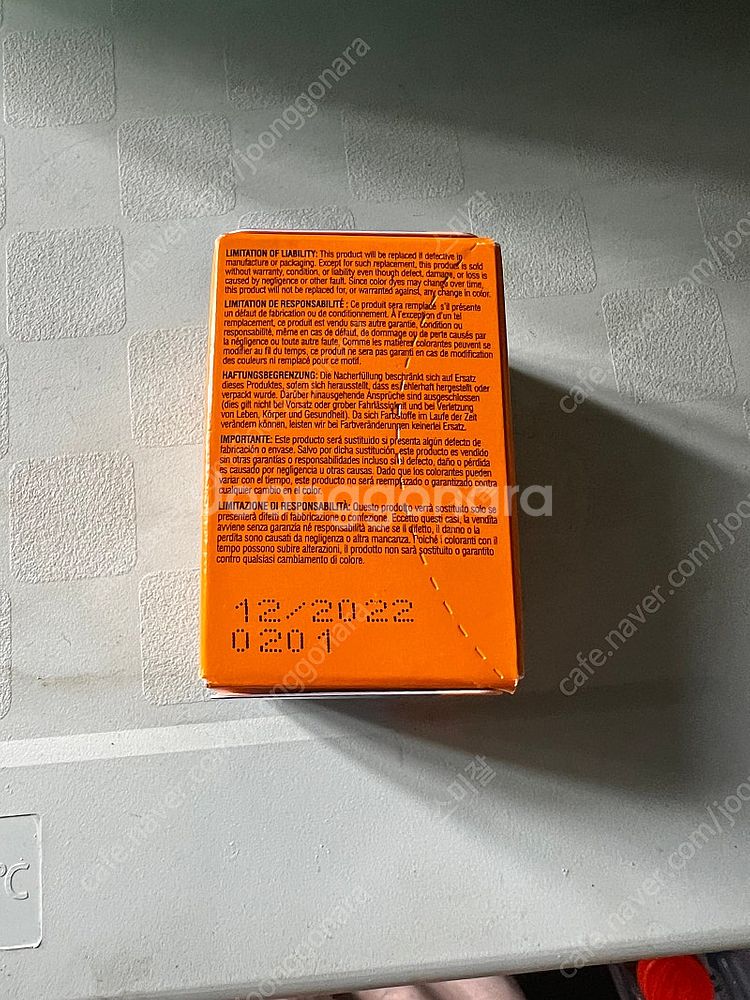 LIMITATION OF LIABILITY: This product will be replaced if defective in
manufacture or packaging. Except for such replacement, this product is sold
without warranty, condition, or liability even though defect, damage, or loss is
caused by negligence or other fault. Since color dyes may change over time,
this product will not be replaced for, or warranted against, any change in color.
LIMITATION DE RESPONSABILITÉ : Ce produit sera remplacé s'il présente
un défaut de fabrication ou de conditionnement. À l'exception d'un tel
remplacement, ce produit est vendu sans autre garantie, condition ou
responsabilité, même en cas de défaut, de dommage ou de perte causés par
la négligence ou toute autre faute. Comme les matières colorantes peuvent se
modifier au fil du temps, ce produit ne sera pas garanti en cas de modification
des couleurs ni remplacé pour ce motif.
HAFTUNGSBEGRENZUNG: Die Nacherfüllung beschränkt sich auf Ersatz
dieses Produktes, sofern sich herausstellt, dass es fehlerhaft hergestellt oder
verpackt wurde. Darüber hinausgehende Ansprüche sind ausgeschlossen
(dies gilt nicht bei Vorsatz oder grober Fahrlässigkeit und bei Verletzung
von Leben, Körper und Gesundheit). Da sich Farbstoffe im Laufe der Zeit
verändern können, leisten wir bei Farbveränderungen keinerlei Ersatz.
IMPORTANTE: Este producto será sustituido si presenta algún defecto de
fabricación o envase. Salvo por dicha sustitución, este producto es vendido
sin otras garantías o responsabilidades incluso si el defecto, daño o pérdida
es causado por negligencia u otras causas. Dado que los colorantes pueden
variar con el tiempo, este producto no será reemplazado o garantizado contra
cualquier cambio en el color.
LIMITAZIONE DI RESPONSABILITÀ: Questo prodotto verrà sostituito solo se
presenterà difetti di fabbricazione o confezione. Eccetto questi casi, la vendita
avviene senza garanzia né responsabilità anche se il difetto, il danno o la
perdita sono causati da negligenza o altra mancanza. Poiché i coloranti con il
tempo possono subire alterazioni, il prodotto non sarà sostituito o garantito
contro qualsiasi cambiamento di colore.
12/2022
0201
°C
Joonggonara
cafe.naver.com/joonggonara
스미칼